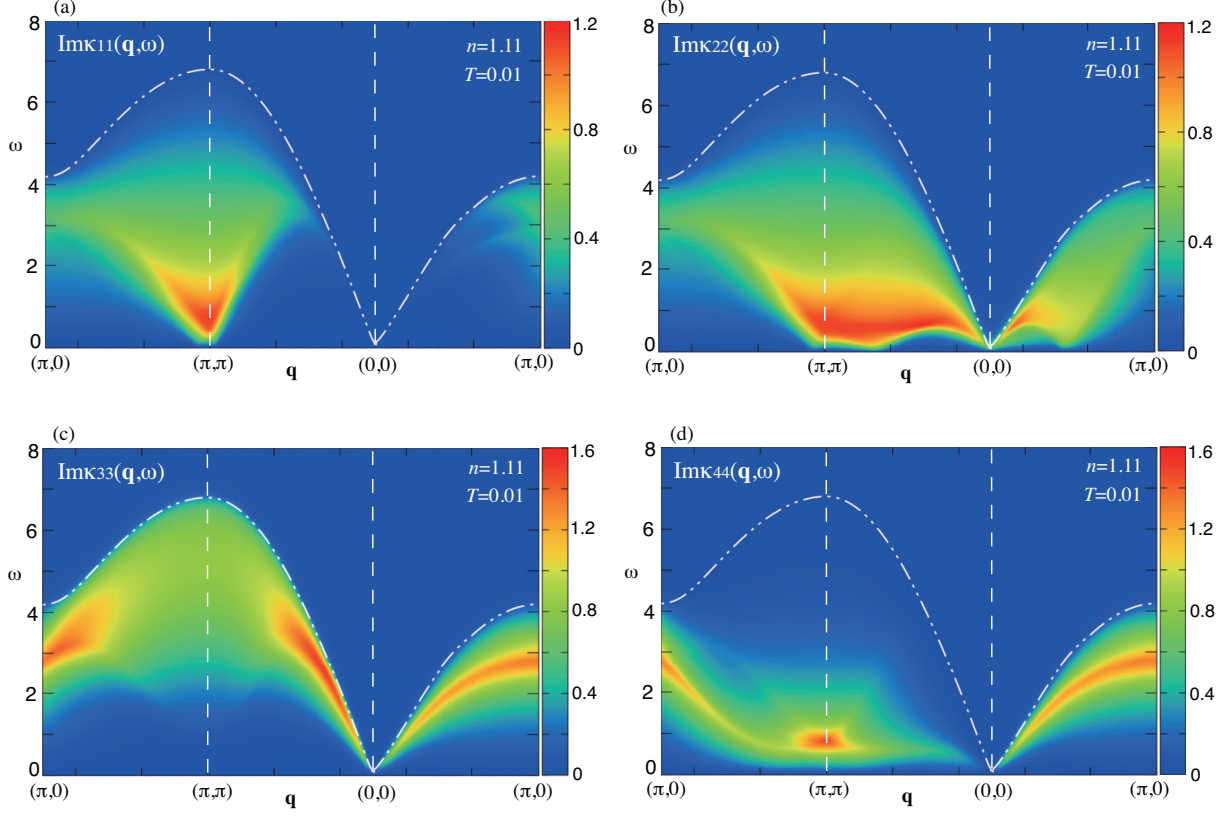 (a)
Imκ11(q,ω)
n=1.11
T=0.01
8
6
4
2
0
ω
(π,0)
(π,π)
(0,0)
(π,0)
q
1.2
0.8
0.4
0
(b)
Imκ22(q,ω)
n=1.11
T=0.01
8
6
4
2
0
ω
(π,0)
(π,π)
(0,0)
(π,0)
q
1.2
0.8
0.4
0
(c)
Imκ33(q,ω)
n=1.11
T=0.01
8
6
4
2
0
ω
(π,0)
(π,π)
(0,0)
(π,0)
q
1.6
1.2
0.8
0.4
0
(d)
Imκ44(q,ω)
n=1.11
T=0.01
8
6
4
2
0
ω
(π,0)
(π,π)
(0,0)
(π,0)
q
1.6
1.2
0.8
0.4
0